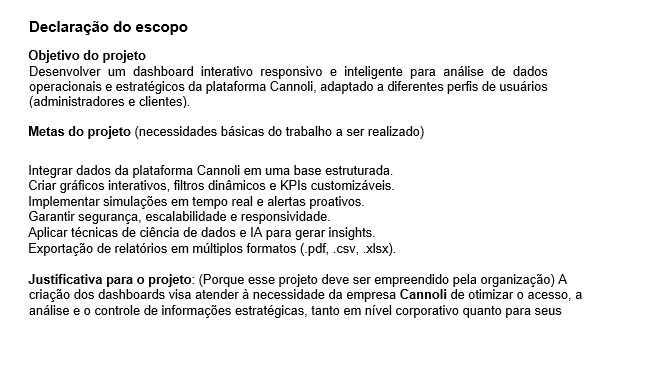 Declaração do escopo
Objetivo do projeto
Desenvolver um dashboard interativo responsivo e inteligente para análise de dados
operacionais e estratégicos da plataforma Cannoli, adaptado a diferentes perfis de usuários
(administradores e clientes).
Metas do projeto (necessidades básicas do trabalho a ser realizado)
Integrar dados da plataforma Cannoli em uma base estruturada.
Criar gráficos interativos, filtros dinâmicos e KPIs customizáveis.
Implementar simulações em tempo real e alertas proativos.
Garantir segurança, escalabilidade e responsividade.
Aplicar técnicas de ciência de dados e IA para gerar insights.
Exportação de relatórios em múltiplos formatos (.pdf, .csv, .xlsx).
Justificativa para o projeto: (Porque esse projeto deve ser empreendido pela organização) A
criação dos dashboards visa atender à necessidade da empresa Cannoli de otimizar o acesso, a
análise e o controle de informações estratégicas, tanto em nível corporativo quanto para seus